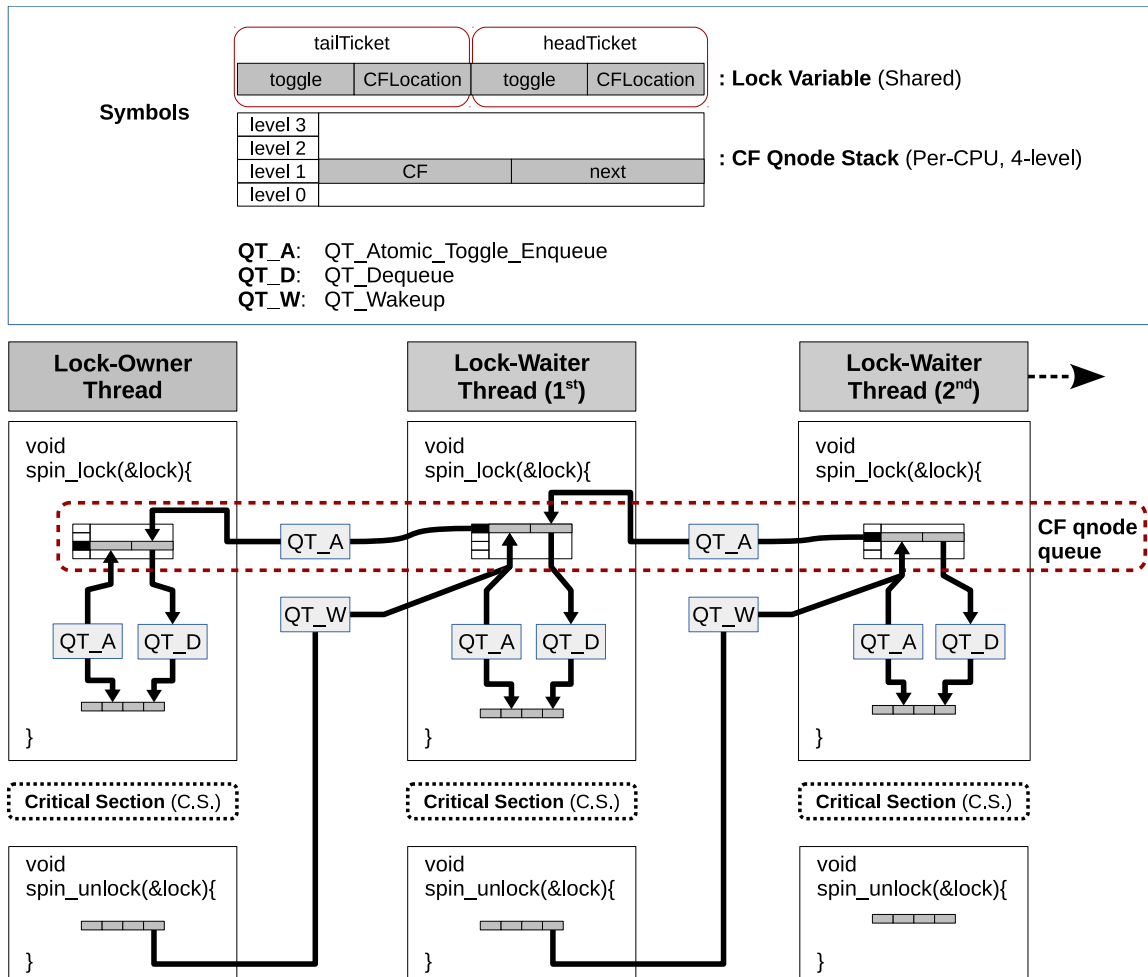 tailTicket headTicket
toggle CFLocation toggle CFLocation : Lock Variable (Shared)
Symbols
level 3
level 2
level 1 CF next : CF Qnode Stack (Per-CPU, 4-level)
level 0
QT_A: QT_Atomic_Toggle_Enqueue
QT_D: QT_Dequeue
QT_W: QT_Wakeup
Lock-Owner
Thread
Lock-Waiter
Thread (1st)
Lock-Waiter
Thread (2nd)
void
spin_lock(&lock){
void
spin_lock(&lock){
void
spin_lock(&lock){
QT_A
QT_A
CF qnode
queue
QT_W
QT_W
QT_A QT_D
QT_A QT_D
QT_A QT_D
}
}
}
Critical Section (C.S.)
Critical Section (C.S.)
Critical Section (C.S.)
void
spin_unlock(&lock){
}
void
spin_unlock(&lock){
}
void
spin_unlock(&lock){
}